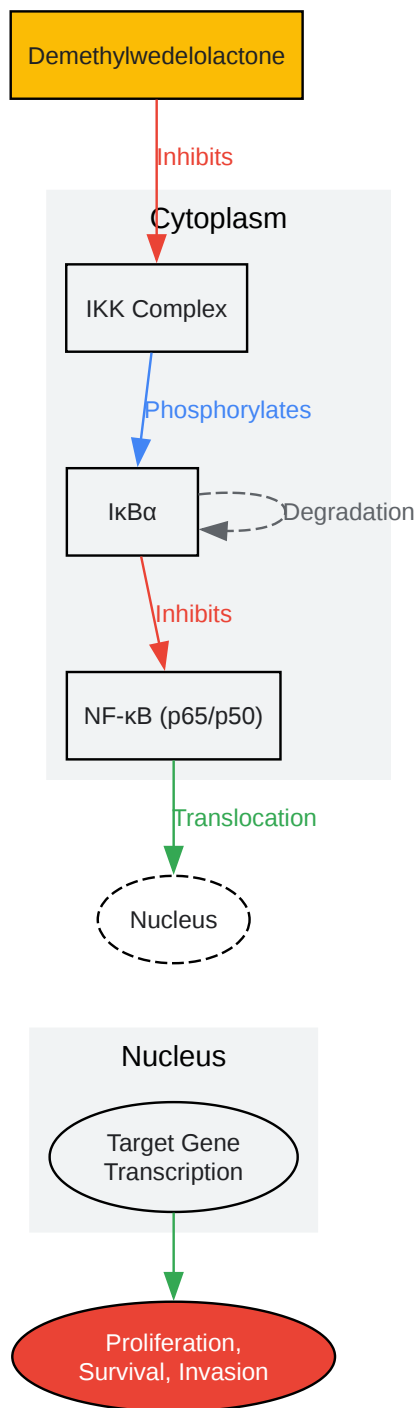 Demethylwedelolactone
Inhibits
Cytoplasm
IKK Complex
Phosphorylates
IκBα
Degradation
Inhibits
NF-κB (p65/p50)
Translocation
Nucleus
Nucleus
Target Gene
Transcription
Proliferation,
Survival, Invasion